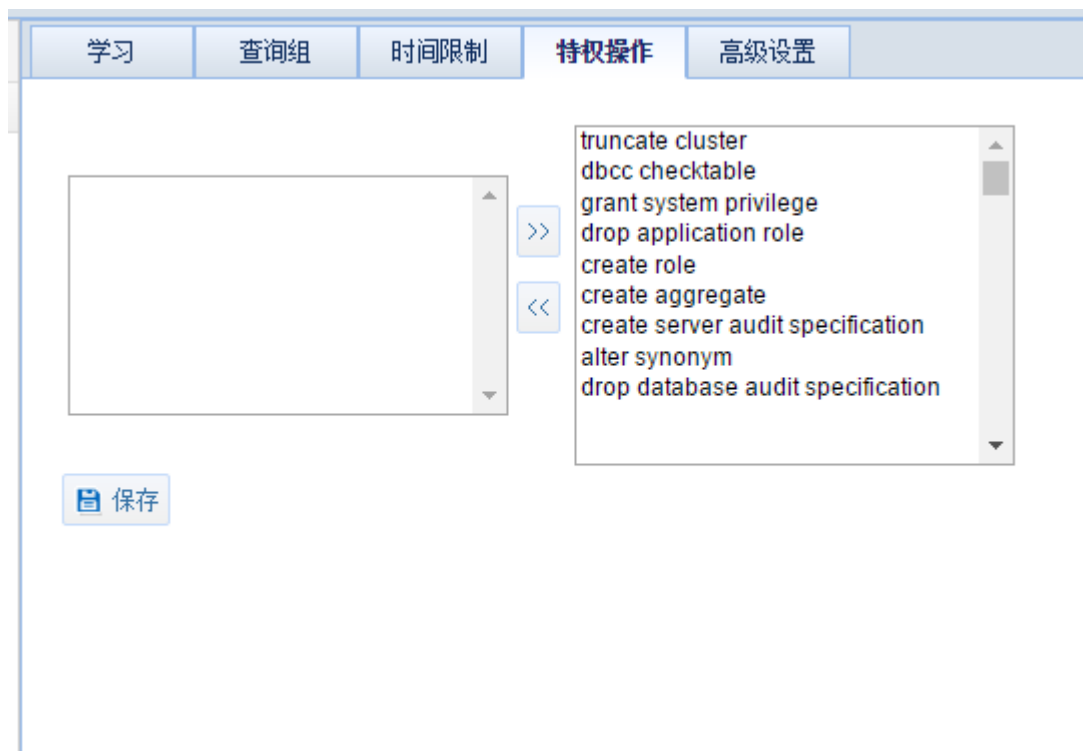 学习
查询组
时间限制
特权操作
高级设置
truncate cluster
dbcc checktable
grant system privilege
drop application role
create role
create aggregate
create server audit specification
alter synonym
drop database audit specification
>>
<<
保存